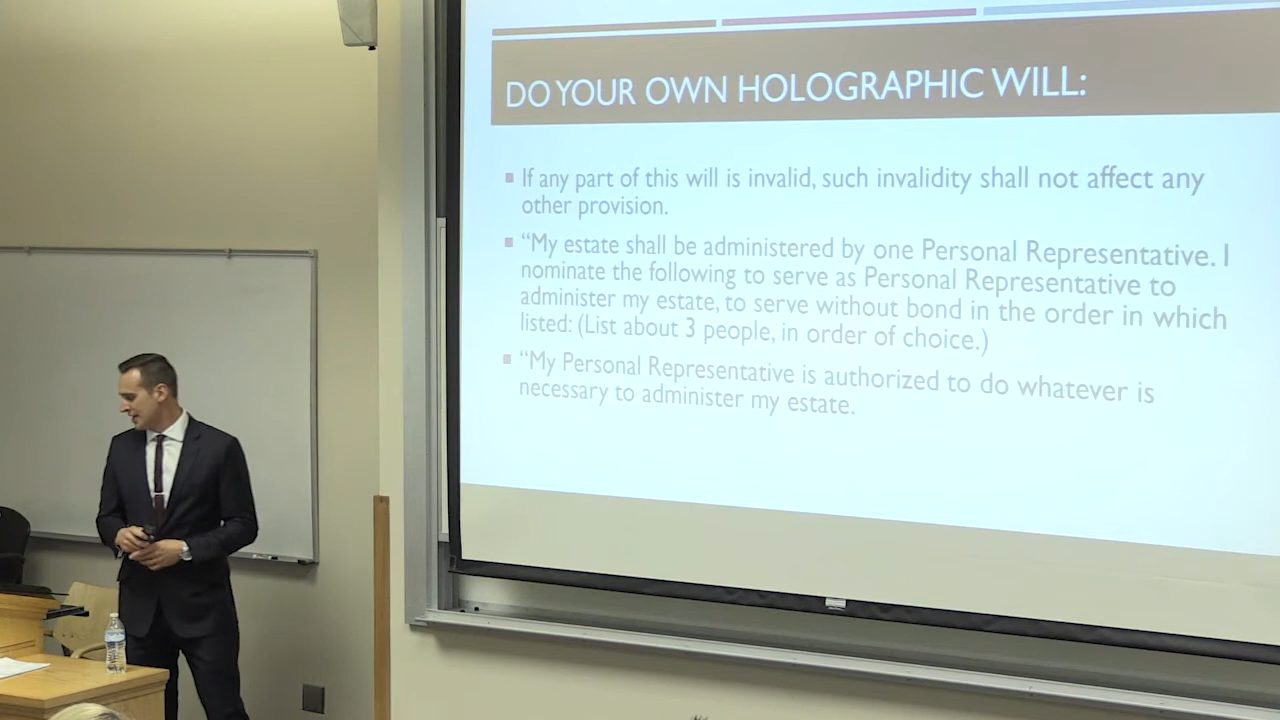 DO YOUR OWN HOLOGRAPHIC WILL:
▪ If any part of this will is invalid, such invalidity shall not affect any
other provision.
▪ “My estate shall be administered by one Personal Representative. I
nominate the following to serve as Personal Representative to
administer my estate, to serve without bond in the order in which
listed: (List about 3 people, in order of choice.)
▪ “My Personal Representative is authorized to do whatever is
necessary to administer my estate.